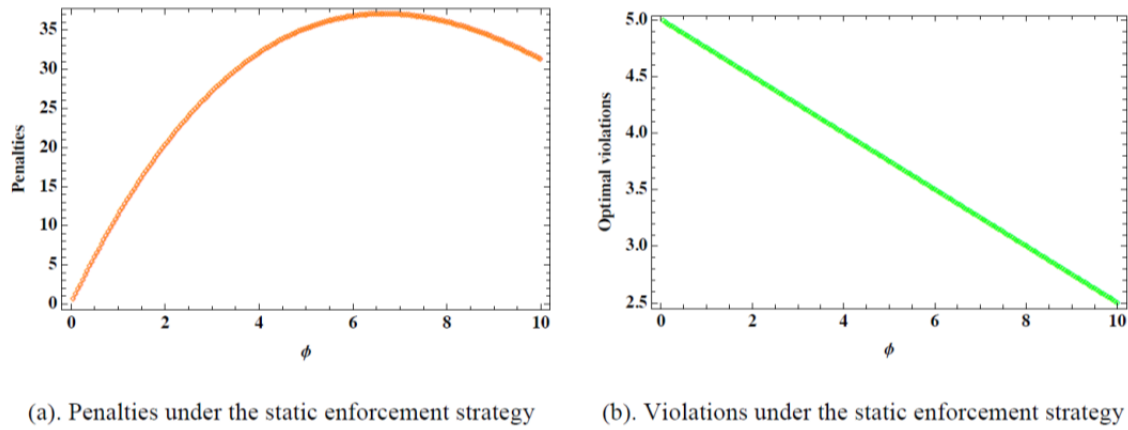 35
30
25
20
15
10
5
0
Penalties
0 2 4 6 8 10
ϕ
5.0
4.5
4.0
3.5
3.0
2.5
Optimal violations
0 2 4 6 8 10
ϕ
(a). Penalties under the static enforcement strategy
(b). Violations under the static enforcement strategy